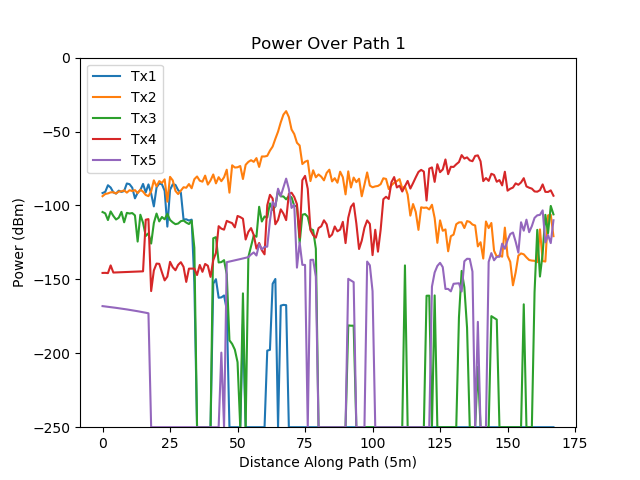 Power Over Path 1
Power (dBm)
0
−50
−100
−150
−200
−250
Tx1
Tx2
Tx3
Tx4
Tx5
0 25 50 75 100 125 150 175
Distance Along Path (5m)